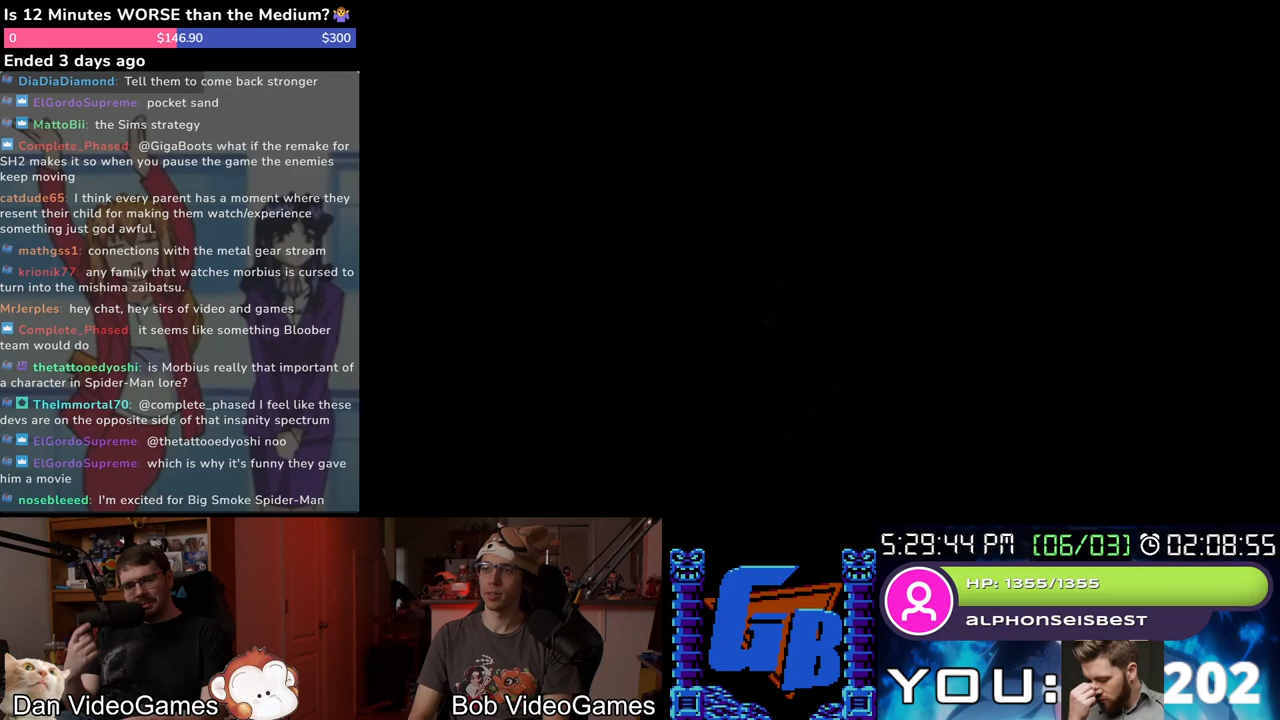 Is 12 Minutes WORSE than the Medium?🤷
0 $146.90 $300
Ended 3 days ago
DiaDiaDiamond: Tell them to come back stronger
ElGordoSupreme: pocket sand
MattoBii: the Sims strategy
Complete_Phased: @GigaBoots what if the remake for
SH2 makes it so when you pause the game the enemies
keep moving
catdude65: I think every parent has a moment where they
resent their child for making them watch/experience
something just god awful.
mathgss1: connections with the metal gear stream
krionik77: any family that watches morbius is cursed to
turn into the mishima zaibatsu.
MrJerples: hey chat, hey sirs of video and games
Complete_Phased: it seems like something Bloober
team would do
thetattooedyoshi: is Morbius really that important of
a character in Spider-Man lore?
TheImmortal70: @complete_phased I feel like these
devs are on the opposite side of that insanity spectrum
ElGordoSupreme: @thetattooedyoshi noo
ElGordoSupreme: which is why it's funny they gave
him a movie
nosebleeed: I'm excited for Big Smoke Spider-Man
Dan VideoGames
Bob VideoGames
GB
5:29:44 PM [06/03] 02:08:55
HP: 1355/1355
aLPHONSeISBeST
YOU: 202